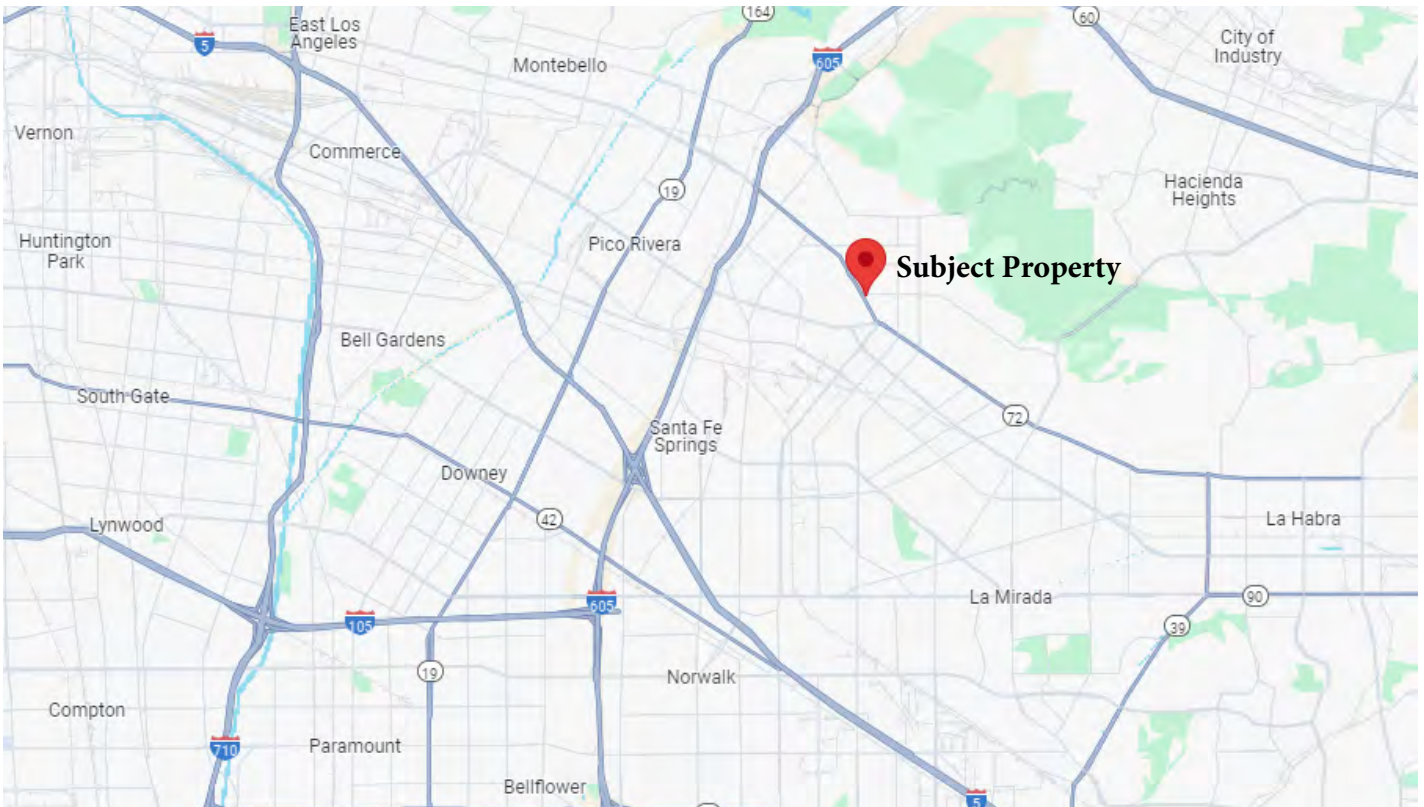 164
60
East Los
Angeles
5
City of
Industry
Montebello
605
Vernon
Commerce
19
Hacienda
Heights
Huntington
Park
Pico Rivera
Subject Property
Bell Gardens
South Gate
72
Santa Fe
Springs
Downey
42
Lynwood
La Habra
605
La Mirada
90
105
39
19
Norwalk
Compton
710
Paramount
Bellflower
5